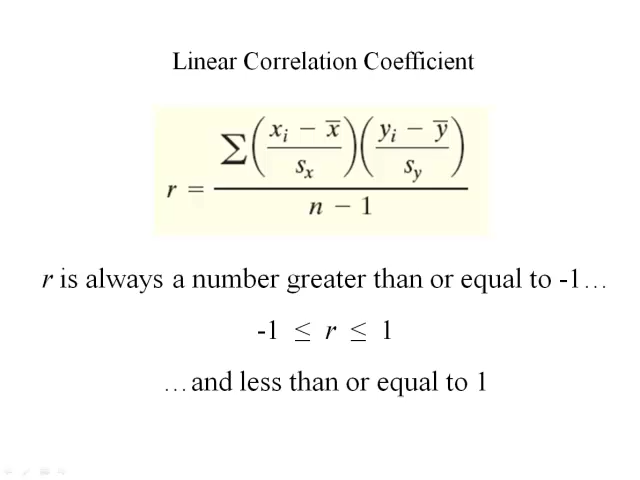 Linear Correlation Coefficient
r = ∑((xᵢ − x̅)/sₓ)((yᵢ − y̅)/s_y) / (n − 1)
r is always a number greater than or equal to -1…
-1 ≤ r ≤ 1
…and less than or equal to 1